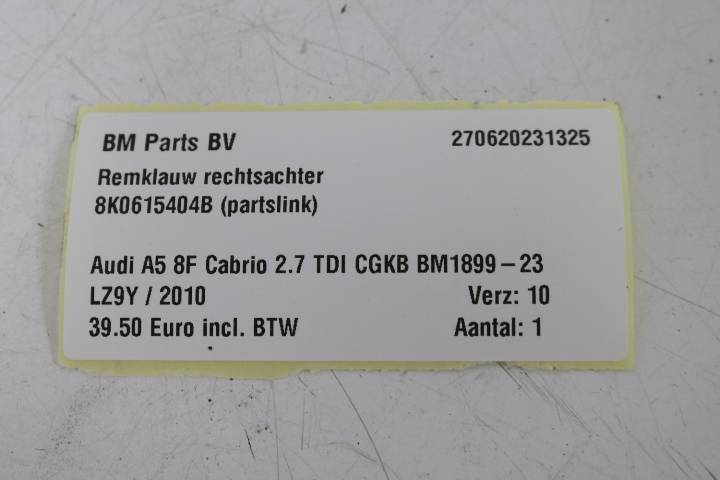 BM Parts BV 270620231325
Remklauw rechtsachter
8K0615404B (partslink)
Audi A5 8F Cabrio 2.7 TDI CGKB BM1899-23
LZ9Y / 2010 Verz: 10
39.50 Euro incl. BTW Aantal: 1